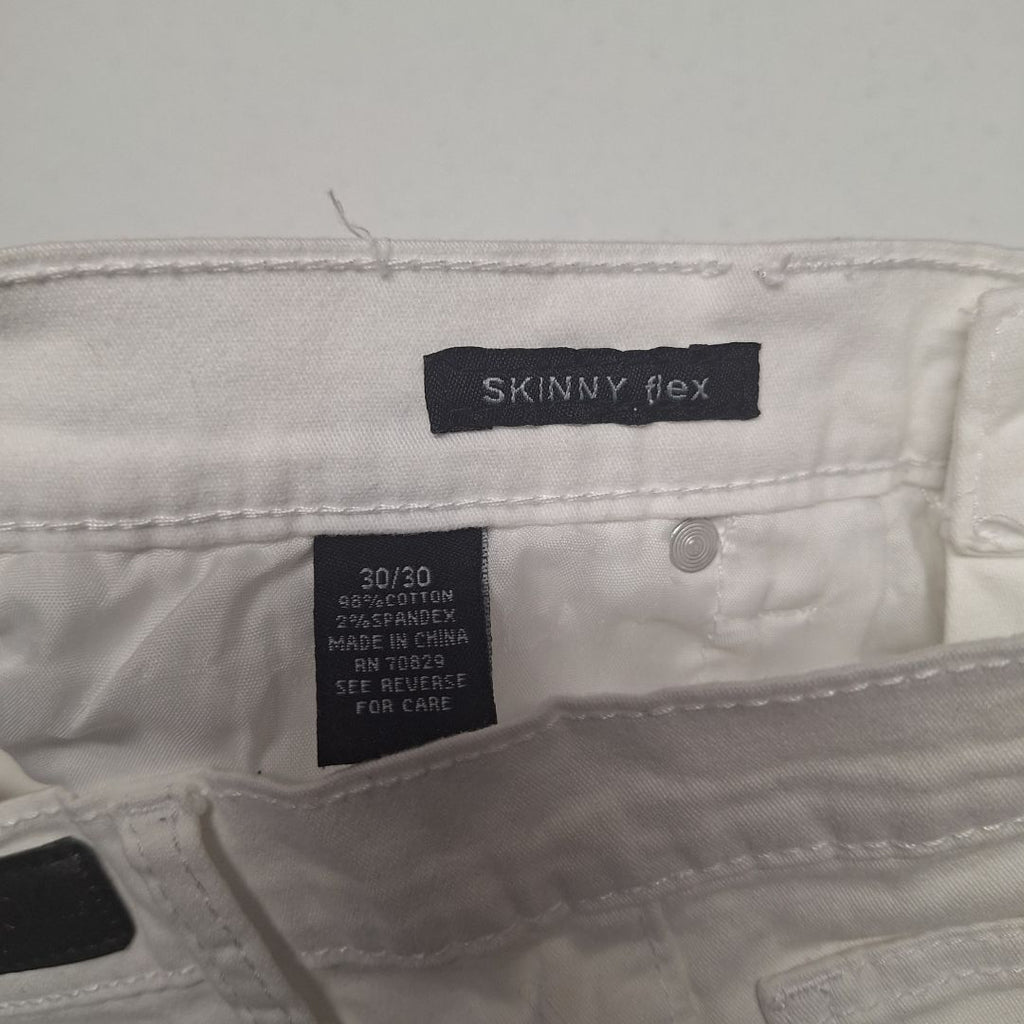 SKINNY flex
30/30
98%COTTON
2%SPANDEX
MADE IN CHINA
RN 70829
SEE REVERSE
FOR CARE